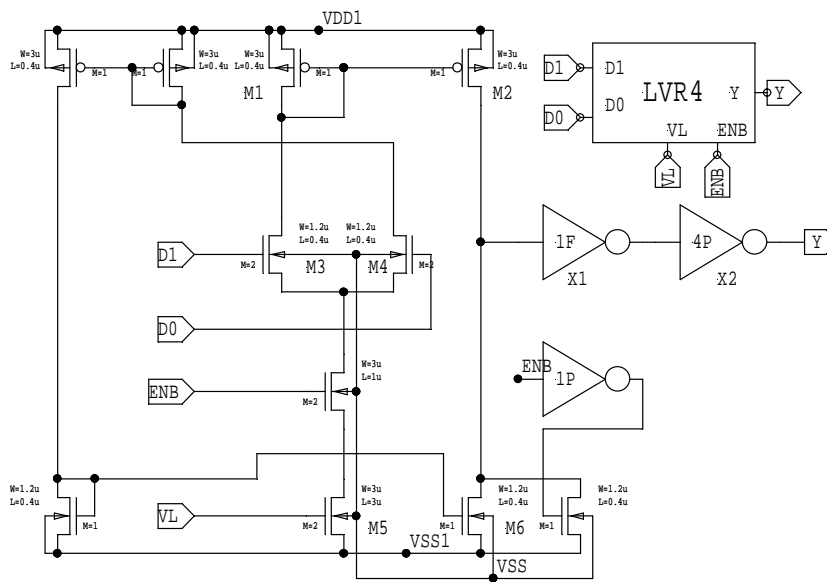 VDD1
W=3u
L=0.4u
M=1
M=1
W=3u
L=0.4u
W=3u
L=0.4u
M=1
M1
M=1
W=3u
L=0.4u
M2
D1
D0
D1
D0
LVR4
Y
VL
ENB
Y
VL
ENB
W=1.2u
L=0.4u
W=1.2u
L=0.4u
D1
M=2
M3
M4
M=2
1F
X1
4P
X2
Y
D0
W=3u
L=1u
ENB
M=2
ENB
1P
W=1.2u
L=0.4u
M=1
VL
W=3u
L=3u
M=2
M5
W=1.2u
L=0.4u
M=1
M6
W=1.2u
L=0.4u
M=1
VSS1
VSS